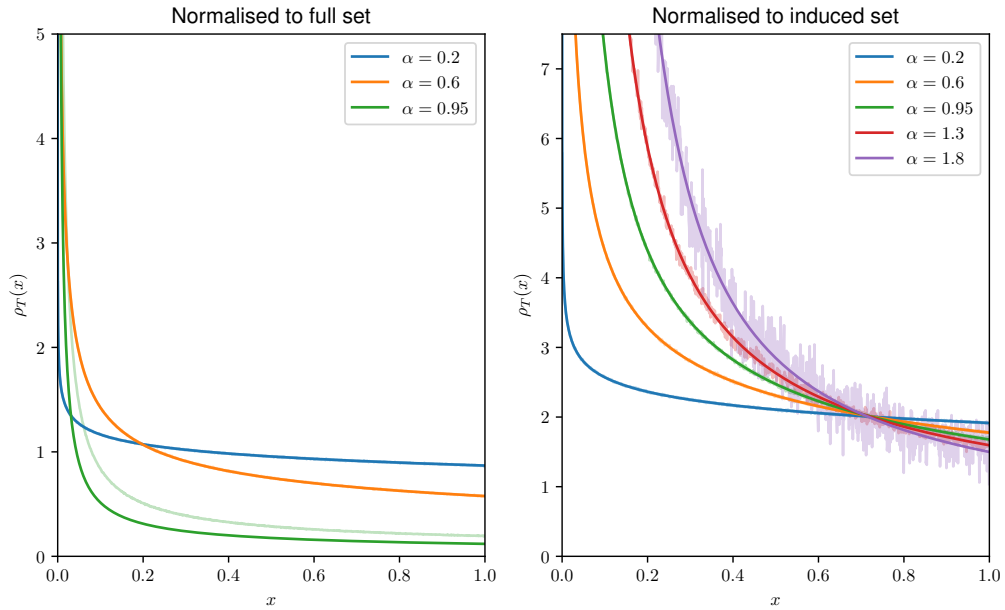 Normalised to full set
5
4
3
2
1
0
ρ_T(x)
0.0 0.2 0.4 0.6 0.8 1.0
x
α = 0.2
α = 0.6
α = 0.95
Normalised to induced set
7
6
5
4
3
2
1
0
ρ_T(x)
0.0 0.2 0.4 0.6 0.8 1.0
x
α = 0.2
α = 0.6
α = 0.95
α = 1.3
α = 1.8